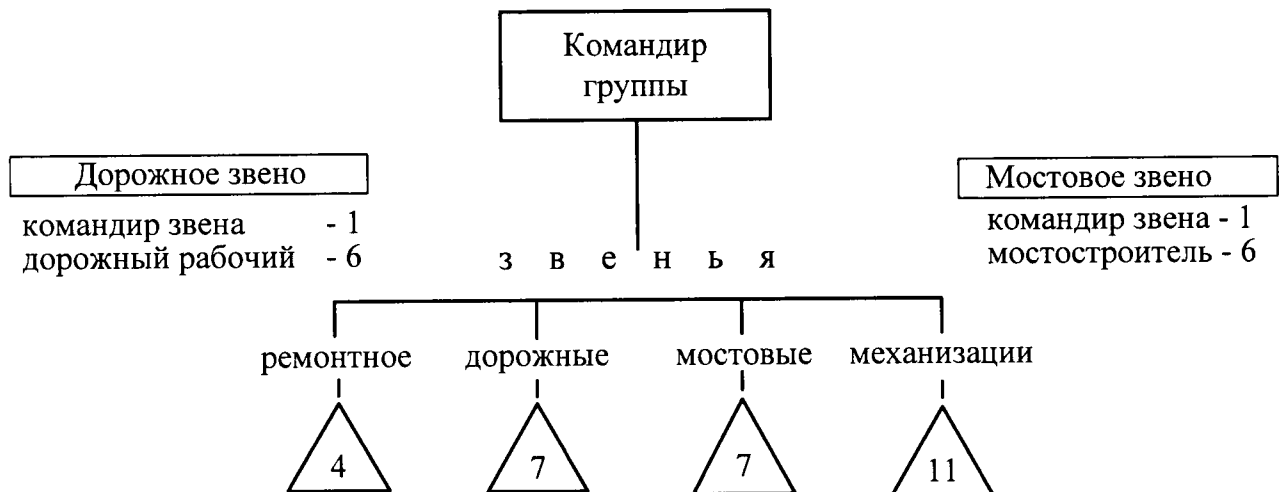 Командир
группы
Дорожное звено
командир звена - 1
дорожный рабочий - 6
Мостовое звено
командир звена - 1
мостостроитель - 6
звенья
ремонтное дорожные мостовые механизации
4 7 7 11